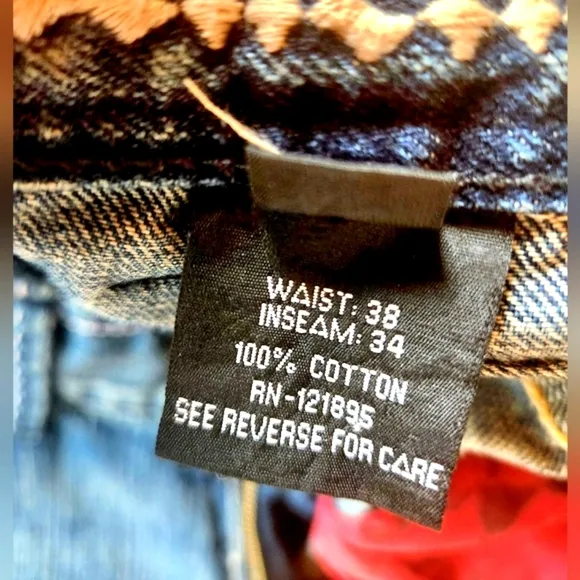 WAIST: 38
INSEAM: 34
100% COTTON
RN-121895
SEE REVERSE FOR CARE